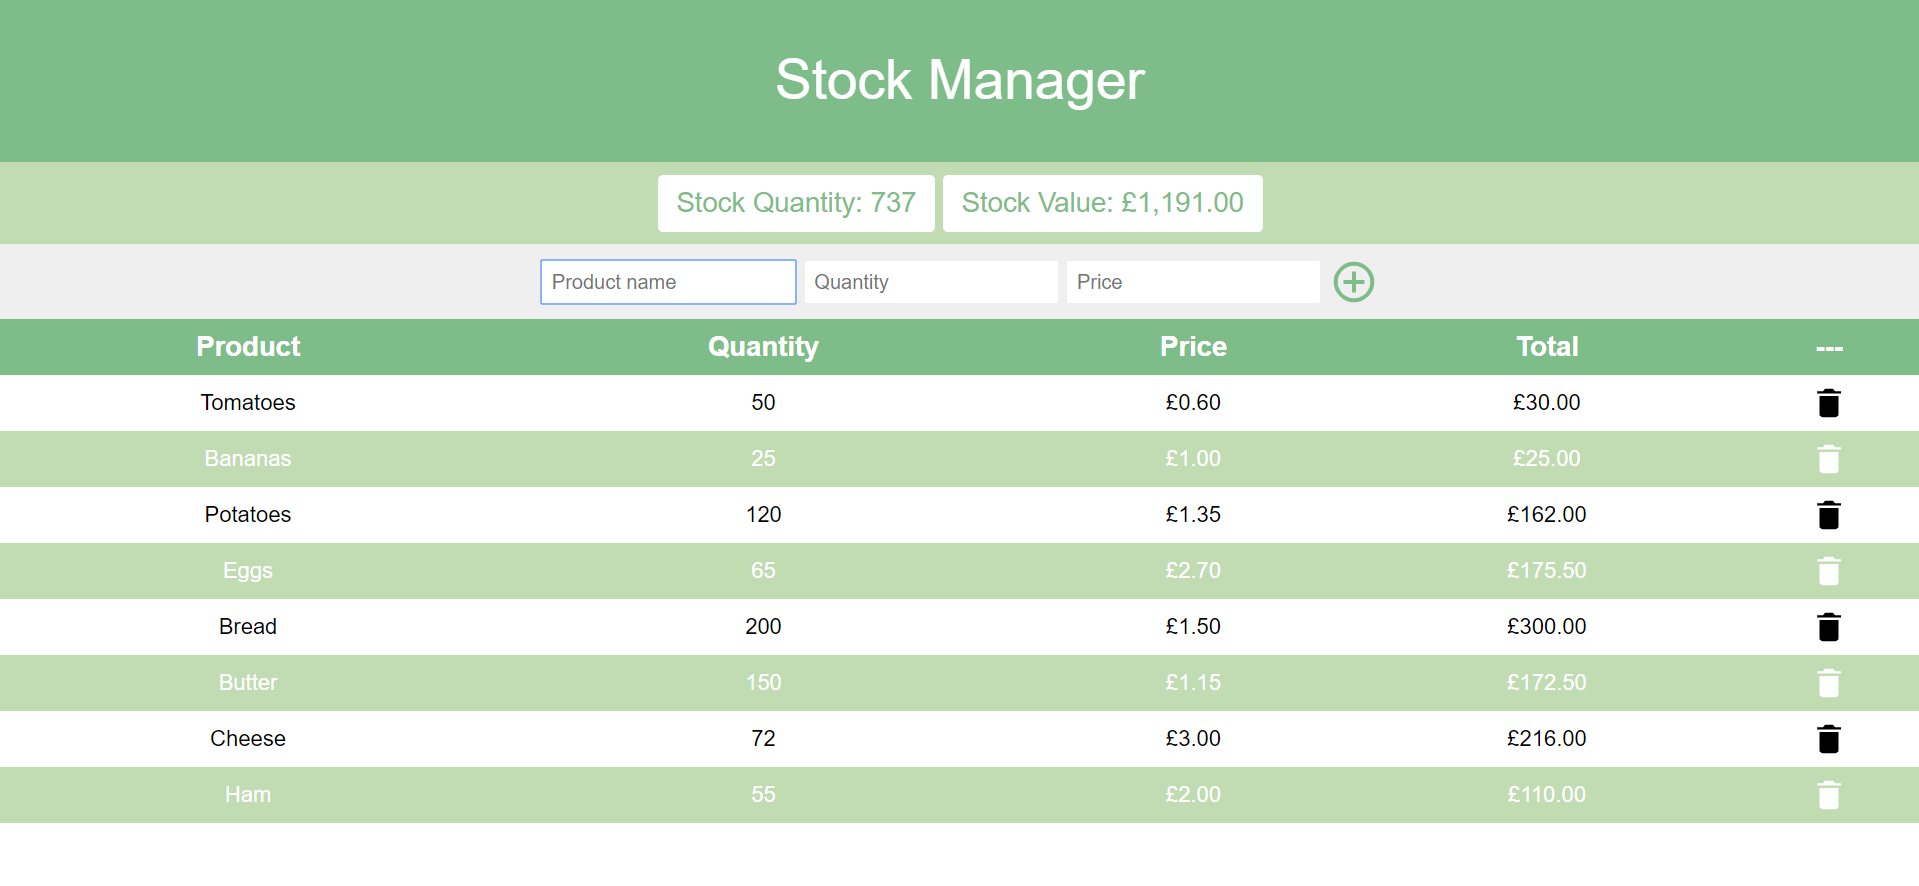 Stock Manager
Stock Quantity: 737 Stock Value: £1,191.00
Product name Quantity Price
Product Quantity Price Total ---
Tomatoes 50 £0.60 £30.00
Bananas 25 £1.00 £25.00
Potatoes 120 £1.35 £162.00
Eggs 65 £2.70 £175.50
Bread 200 £1.50 £300.00
Butter 150 £1.15 £172.50
Cheese 72 £3.00 £216.00
Ham 55 £2.00 £110.00